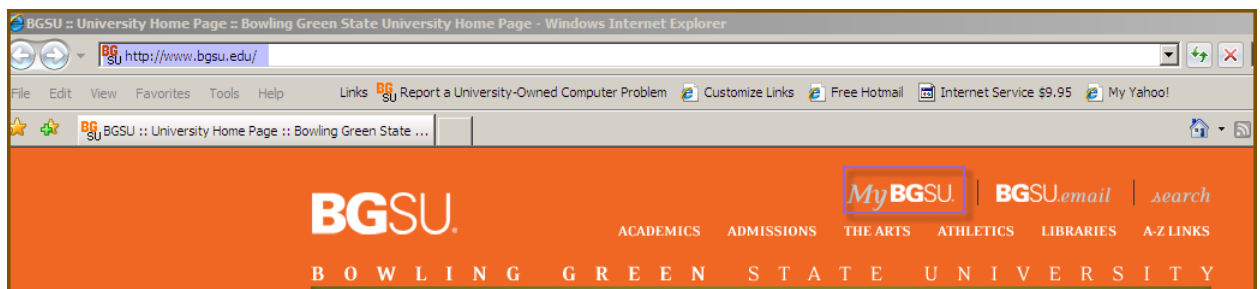 BGSU :: University Home Page :: Bowling Green State University Home Page - Windows Internet Explorer
BGSU http://www.bgsu.edu/
File Edit View Favorites Tools Help Links BGSU Report a University-Owned Computer Problem Customize Links Free Hotmail Internet Service $9.95 My Yahoo!
BGSU BGSU :: University Home Page :: Bowling Green State ...
MyBGSU. BGSU.email search
BGSU.
ACADEMICS ADMISSIONS THE ARTS ATHLETICS LIBRARIES A-Z LINKS
BOWLING GREEN STATE UNIVERSITY